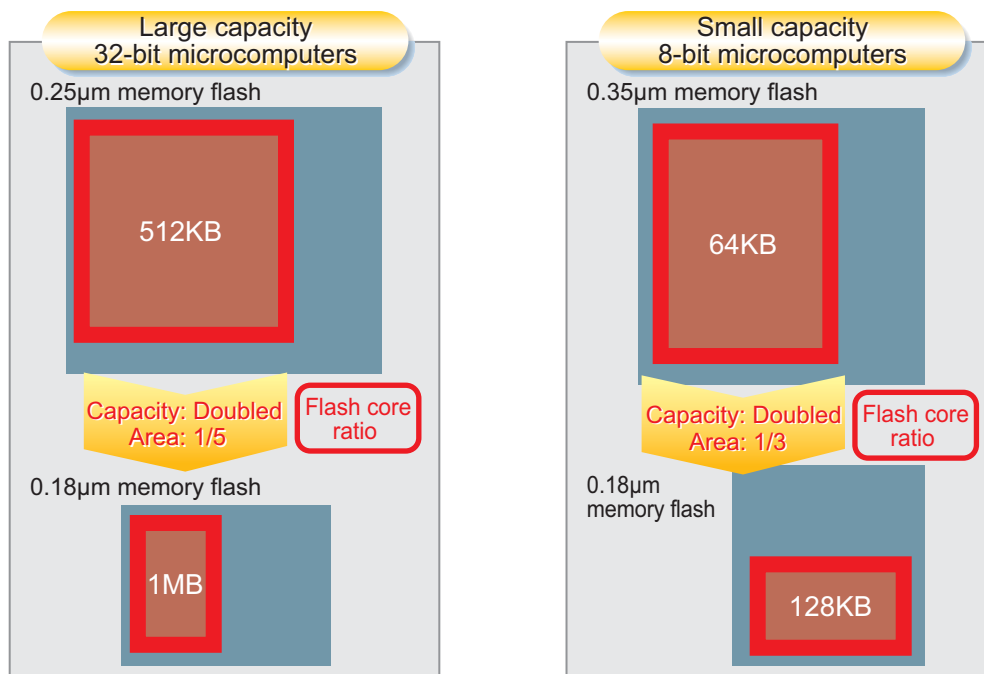 Large capacity
32-bit microcomputers
0.25µm memory flash
512KB
Capacity: Doubled
Area: 1/5
Flash core
ratio
0.18µm memory flash
1MB
Small capacity
8-bit microcomputers
0.35µm memory flash
64KB
Capacity: Doubled
Area: 1/3
Flash core
ratio
0.18µm
memory flash
128KB